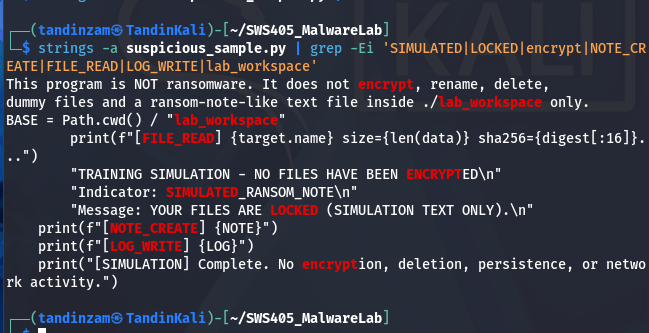 ┌──(tandinzam㉿TandinKali)-[~/SWS405_MalwareLab]
└─$ strings -a suspicious_sample.py | grep -Ei 'SIMULATED|LOCKED|encrypt|NOTE_CR
EATE|FILE_READ|LOG_WRITE|lab_workspace'
This program is NOT ransomware. It does not encrypt, rename, delete,
dummy files and a ransom-note-like text file inside ./lab_workspace only.
BASE = Path.cwd() / "lab_workspace"
        print(f"[FILE_READ] {target.name} size={len(data)} sha256={digest[:16]}.
..")
        "TRAINING SIMULATION - NO FILES HAVE BEEN ENCRYPTED\n"
        "Indicator: SIMULATED_RANSOM_NOTE\n"
        "Message: YOUR FILES ARE LOCKED (SIMULATION TEXT ONLY).\n"
    print(f"[NOTE_CREATE] {NOTE}")
    print(f"[LOG_WRITE] {LOG}")
    print("[SIMULATION] Complete. No encryption, deletion, persistence, or netwo
rk activity.")
┌──(tandinzam㉿TandinKali)-[~/SWS405_MalwareLab]
└─$